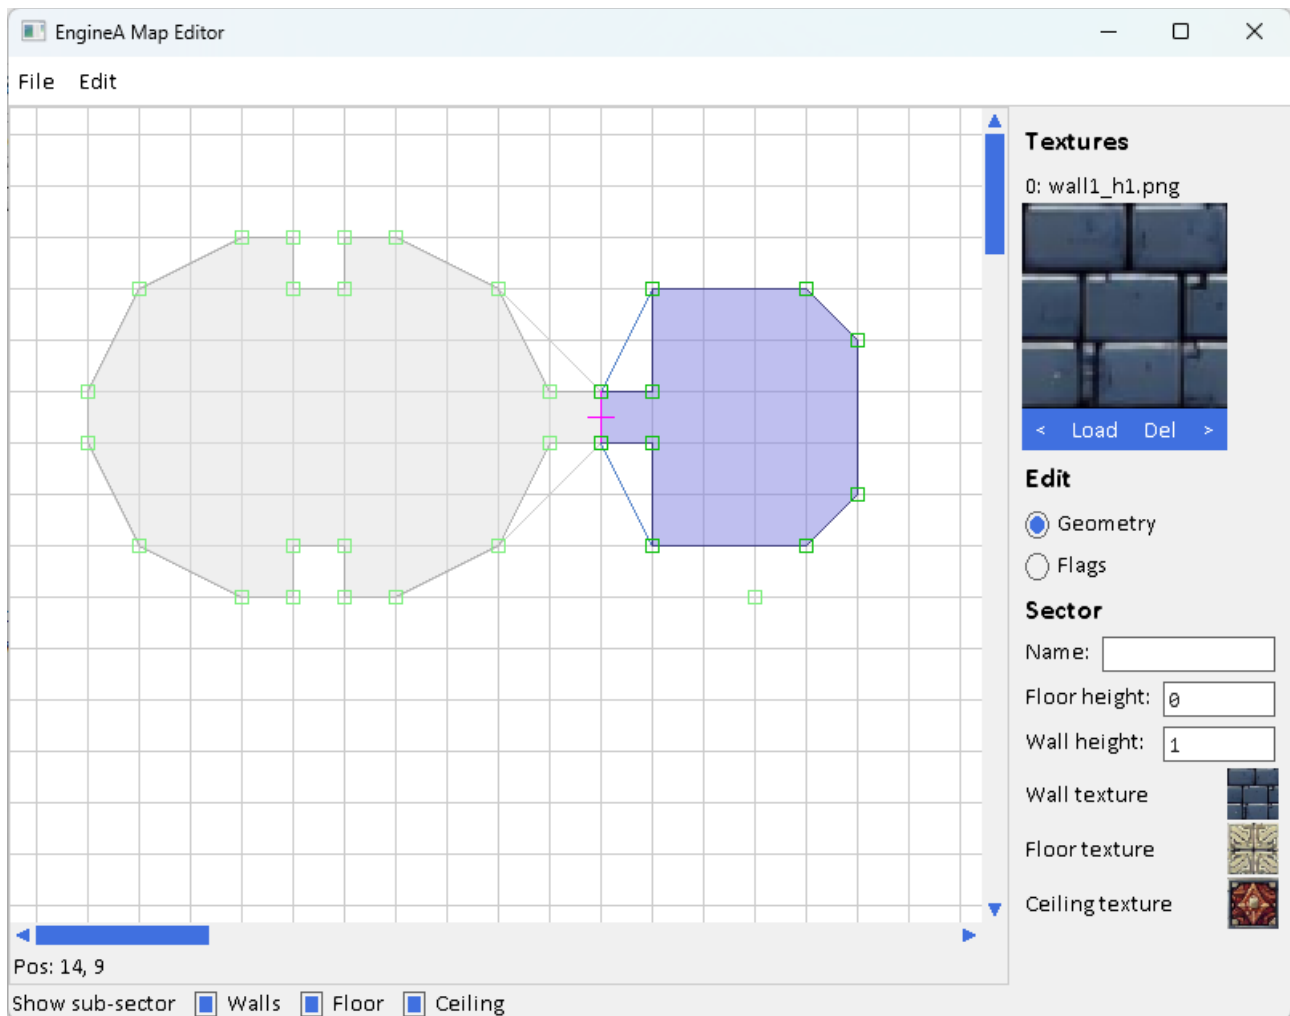 EngineA Map Editor
File Edit
Textures
0: wall1_h1.png
< Load Del >
Edit
Geometry
Flags
Sector
Name:
Floor height: 0
Wall height: 1
Wall texture
Floor texture
Ceiling texture
Pos: 14, 9
Show sub-sector Walls Floor Ceiling